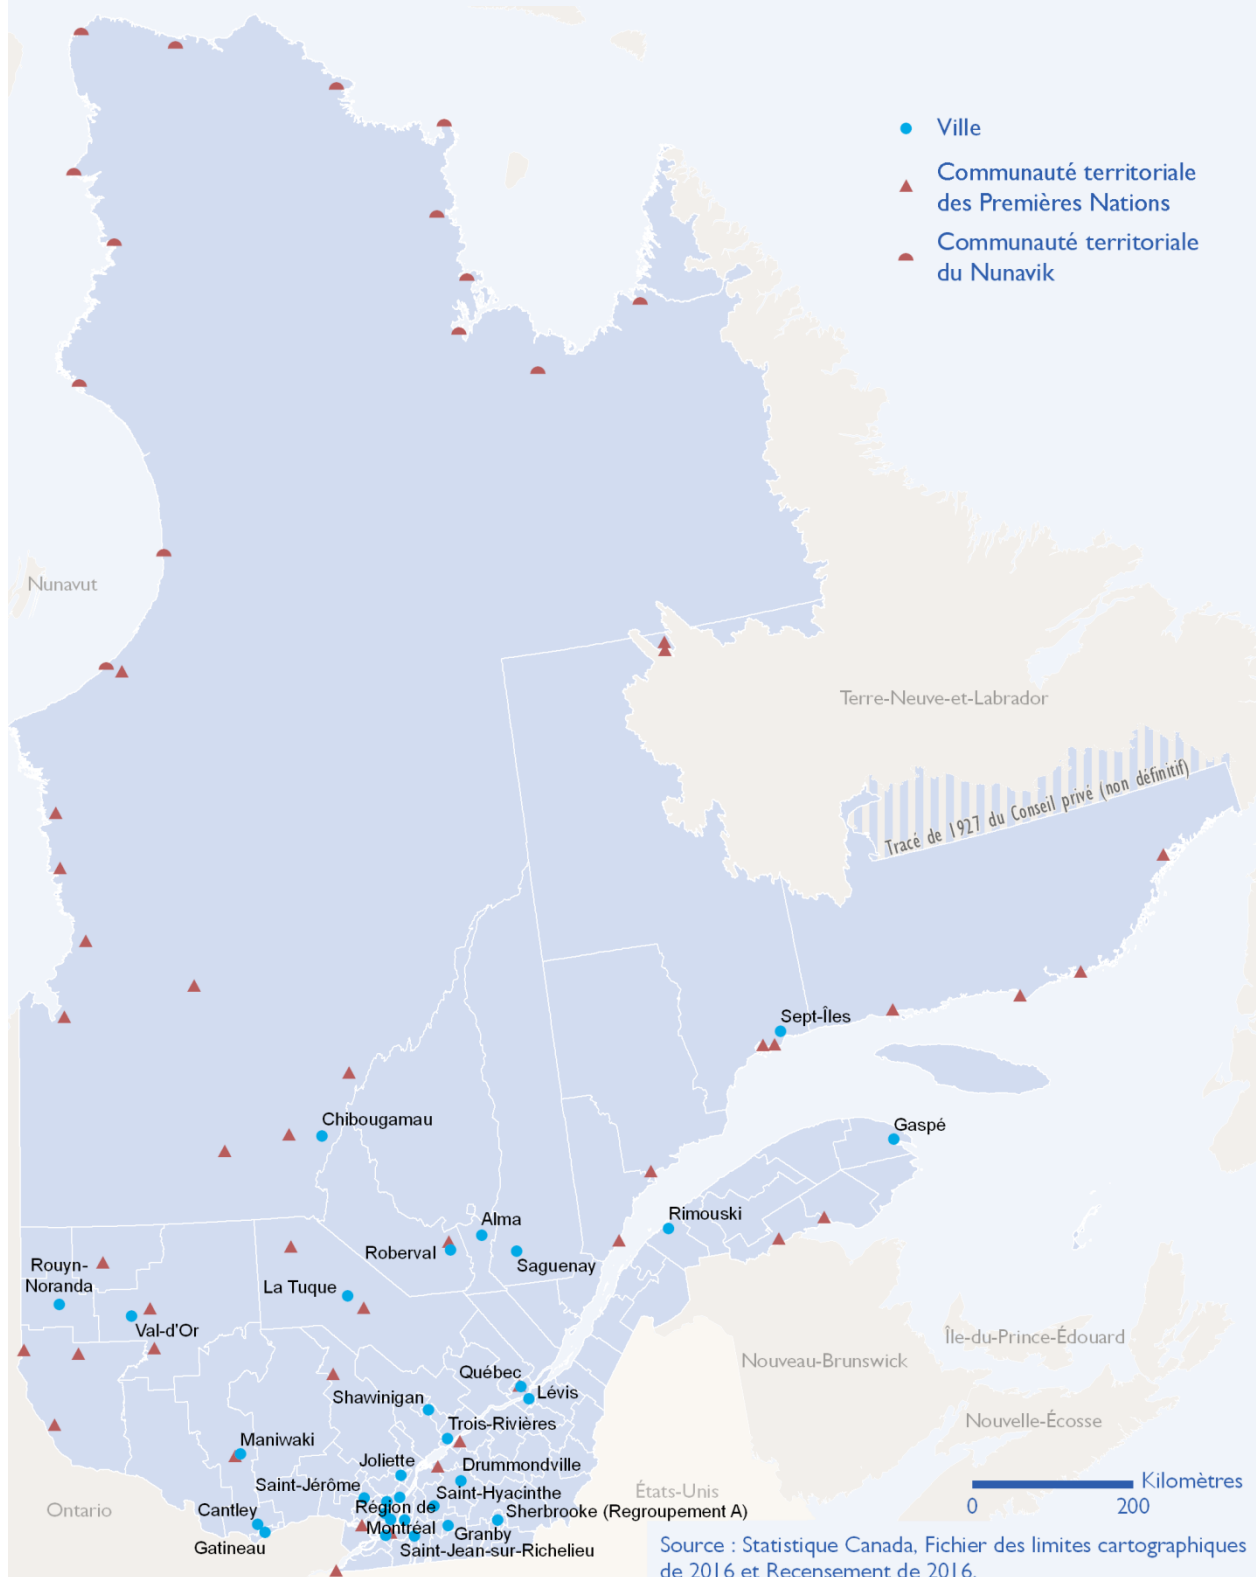 Ville
Communauté territoriale
des Premières Nations
Communauté territoriale
du Nunavik
Nunavut
Terre-Neuve-et-Labrador
Tracé de 1927 du Conseil privé (non définitif)
Sept-Îles
Chibougamau
Gaspé
Rimouski
Alma
Roberval
Saguenay
Rouyn-
Noranda
La Tuque
Val-d'Or
Île-du-Prince-Édouard
Nouveau-Brunswick
Québec
Lévis
Shawinigan
Trois-Rivières
Nouvelle-Écosse
Maniwaki
Joliette
Drummondville
Saint-Jérôme
Saint-Hyacinthe
États-Unis
Kilomètres
0
200
Ontario
Cantley
Région de
Montréal
Sherbrooke (Regroupement A)
Granby
Gatineau
Saint-Jean-sur-Richelieu
Source : Statistique Canada, Fichier des limites cartographiques
de 2016 et Recensement de 2016.